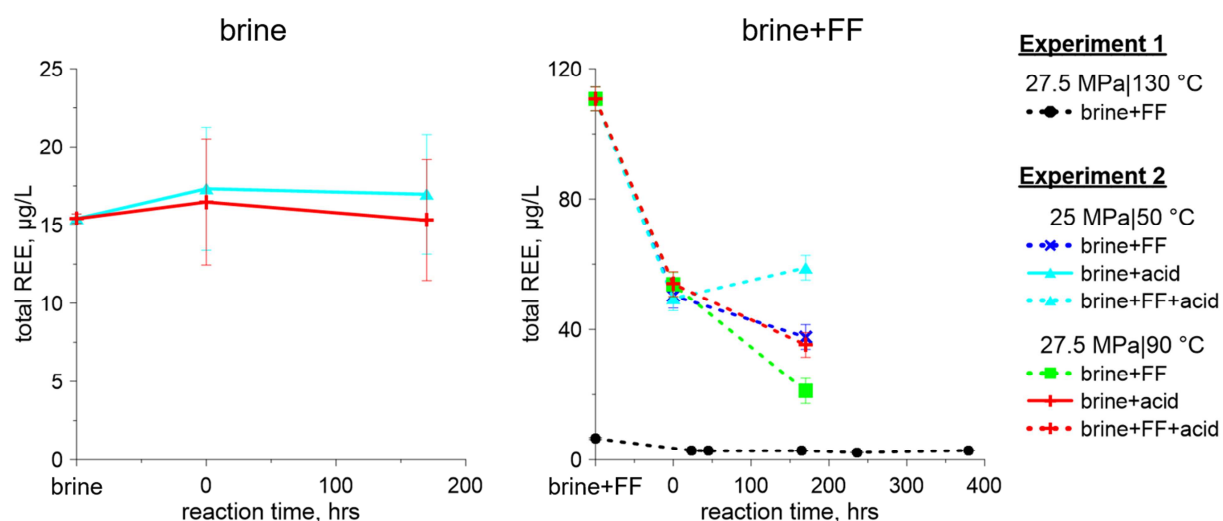 brine
25
20
15
10
5
0
total REE, µg/L
brine
0
100
200
reaction time, hrs
brine+FF
120
80
40
0
total REE, µg/L
brine+FF
0
100
200
300
400
reaction time, hrs
Experiment 1
27.5 MPa|130 °C
brine+FF
Experiment 2
25 MPa|50 °C
brine+FF
brine+acid
brine+FF+acid
27.5 MPa|90 °C
brine+FF
brine+acid
brine+FF+acid